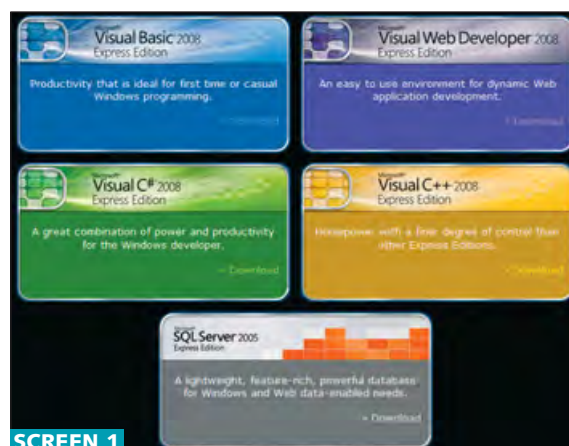 Microsoft
Visual Basic 2008
Express Edition
Productivity that is ideal for first time or casual
Windows programming.
» Download
Microsoft
Visual Web Developer 2008
Express Edition
An easy to use environment for dynamic Web
application development.
» Download
Microsoft
Visual C# 2008
Express Edition
A great combination of power and productivity
for the Windows developer.
» Download
Microsoft
Visual C++ 2008
Express Edition
Horsepower with a finer degree of control than
other Express Editions.
» Download
Microsoft
SQL Server 2005
Express Edition
A lightweight, feature-rich, powerful database
for Windows and Web data-enabled needs.
» Download
SCREEN 1